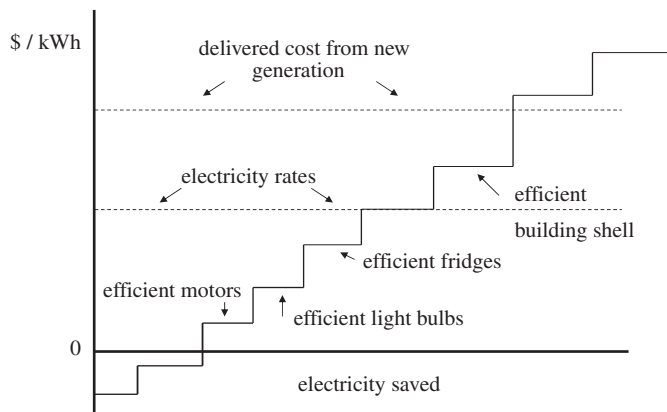 $ / kWh
delivered cost from new
generation
electricity rates
efficient
building shell
efficient fridges
efficient motors
efficient light bulbs
0
electricity saved